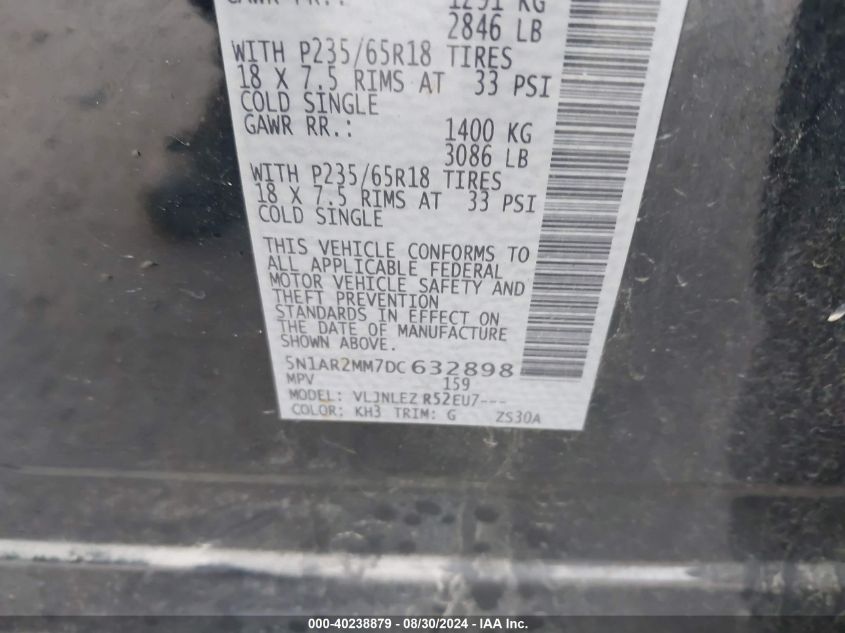 GAWR FR.: 1291 KG
2846 LB
WITH P235/65R18 TIRES
18 X 7.5 RIMS AT 33 PSI
COLD SINGLE
GAWR RR.: 1400 KG
3086 LB
WITH P235/65R18 TIRES
18 X 7.5 RIMS AT 33 PSI
COLD SINGLE
THIS VEHICLE CONFORMS TO
ALL APPLICABLE FEDERAL
MOTOR VEHICLE SAFETY AND
THEFT PREVENTION
STANDARDS IN EFFECT ON
THE DATE OF MANUFACTURE
SHOWN ABOVE.
5N1AR2MM7DC632898
MPV 159
MODEL: VLJNLEZ R52EU7---
COLOR: KH3 TRIM: G ZS30A
000-40238879 - 08/30/2024 - IAA Inc.